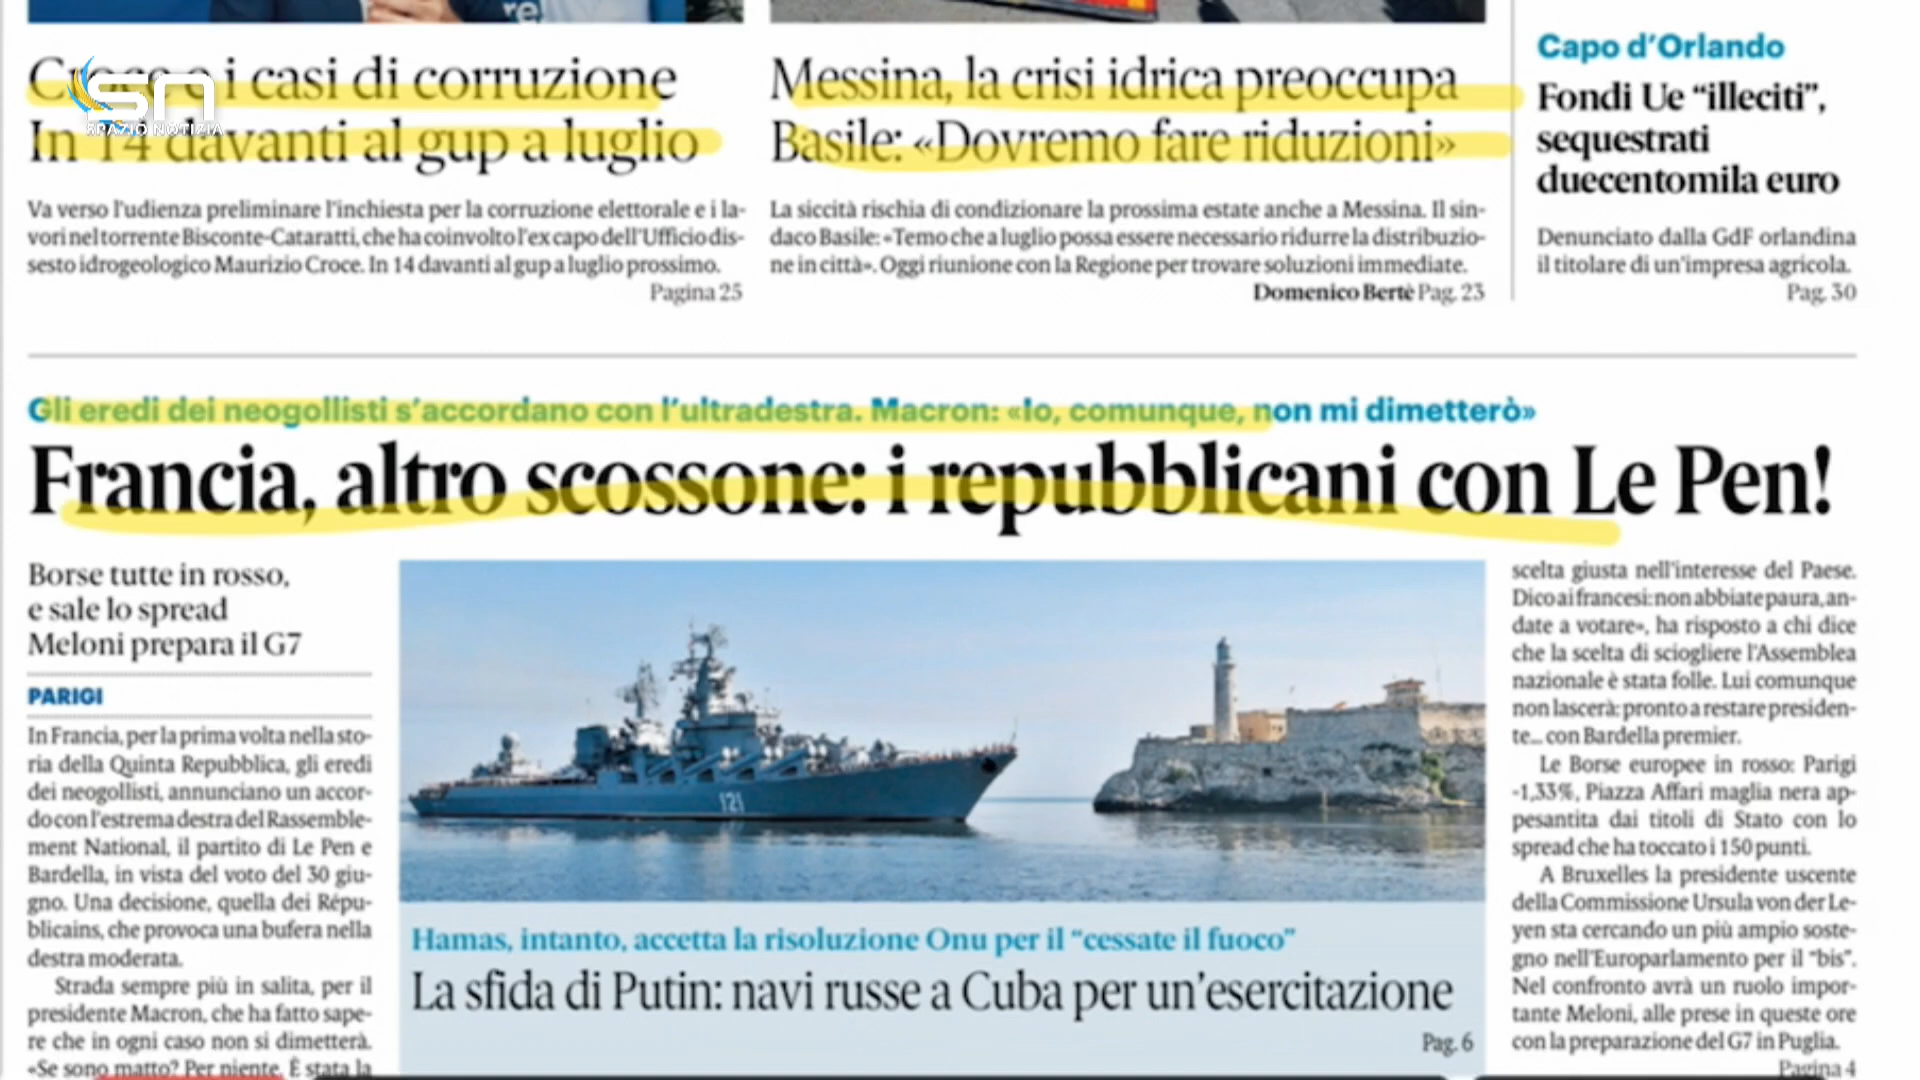 Croce e i casi di corruzione
In 14 davanti al gup a luglio
SN
SPAZIO NOTIZIA
Va verso l'udienza preliminare l'inchiesta per la corruzione elettorale e i la-
vori nel torrente Bisconte-Cataratti, che ha coinvolto l'ex capo dell'Ufficio dis-
sesto idrogeologico Maurizio Croce. In 14 davanti al gup a luglio prossimo.
Pagina 25
Messina, la crisi idrica preoccupa
Basile: «Dovremo fare riduzioni»
La siccità rischia di condizionare la prossima estate anche a Messina. Il sin-
daco Basile: «Temo che a luglio possa essere necessario ridurre la distribuzio-
ne in città». Oggi riunione con la Regione per trovare soluzioni immediate.
Domenico Bertè Pag. 23
Capo d'Orlando
Fondi Ue “illeciti”,
sequestrati
duecentomila euro
Denunciato dalla GdF orlandina
il titolare di un'impresa agricola.
Pag. 30
Gli eredi dei neogollisti s'accordano con l'ultradestra. Macron: «Io, comunque, non mi dimetterò»
Francia, altro scossone: i repubblicani con Le Pen!
Borse tutte in rosso,
e sale lo spread
Meloni prepara il G7
PARIGI
In Francia, per la prima volta nella sto-
ria della Quinta Repubblica, gli eredi
dei neogollisti, annunciano un accor-
do con l'estrema destra del Rassemble-
ment National, il partito di Le Pen e
Bardella, in vista del voto del 30 giu-
gno. Una decisione, quella dei Répu-
blicains, che provoca una bufera nella
destra moderata.
Strada sempre più in salita, per il
presidente Macron, che ha fatto sape-
re che in ogni caso non si dimetterà.
«Se sono matto? Per niente. È stata la
121
Hamas, intanto, accetta la risoluzione Onu per il “cessate il fuoco”
La sfida di Putin: navi russe a Cuba per un'esercitazione
Pag. 6
scelta giusta nell'interesse del Paese.
Dico ai francesi: non abbiate paura, an-
date a votare», ha risposto a chi dice
che la scelta di sciogliere l'Assemblea
nazionale è stata folle. Lui comunque
non lascerà: pronto a restare presiden-
te... con Bardella premier.
Le Borse europee in rosso: Parigi
-1,33%, Piazza Affari maglia nera ap-
pesantita dai titoli di Stato con lo
spread che ha toccato i 150 punti.
A Bruxelles la presidente uscente
della Commissione Ursula von der Le-
yen sta cercando un più ampio soste-
gno nell'Europarlamento per il “bis”.
Nel confronto avrà un ruolo impor-
tante Meloni, alle prese in queste ore
con la preparazione del G7 in Puglia.
Pagina 4